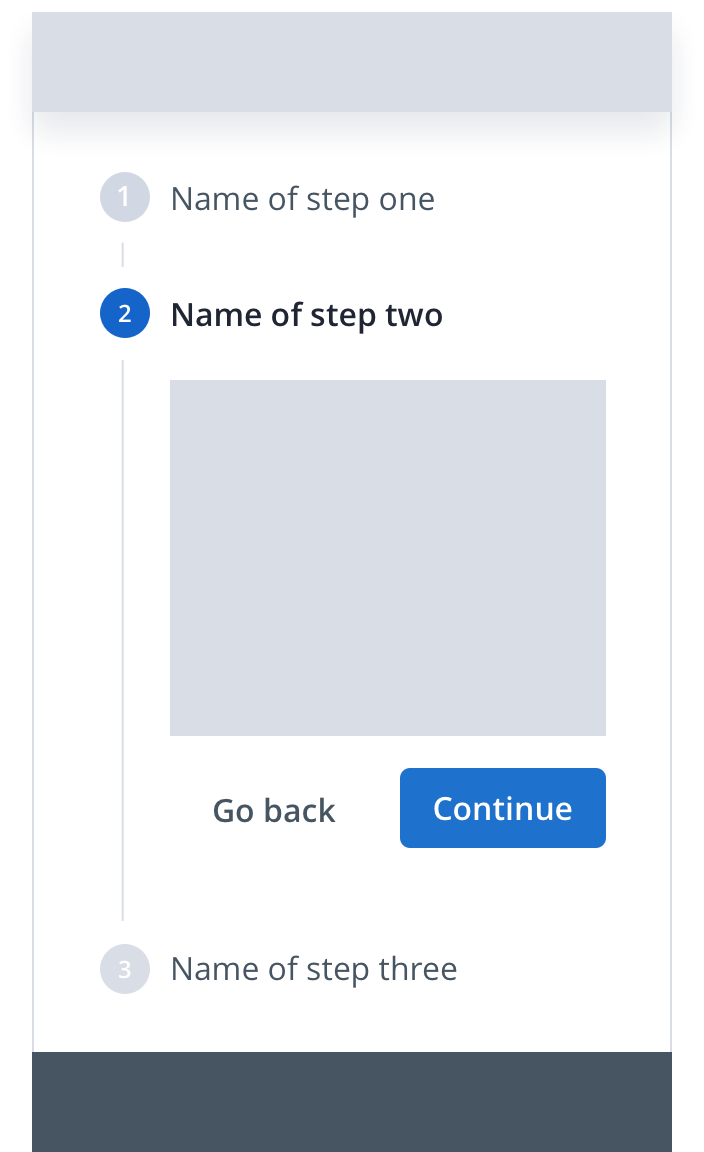 1 Name of step one
2 Name of step two
Go back Continue
3 Name of step three